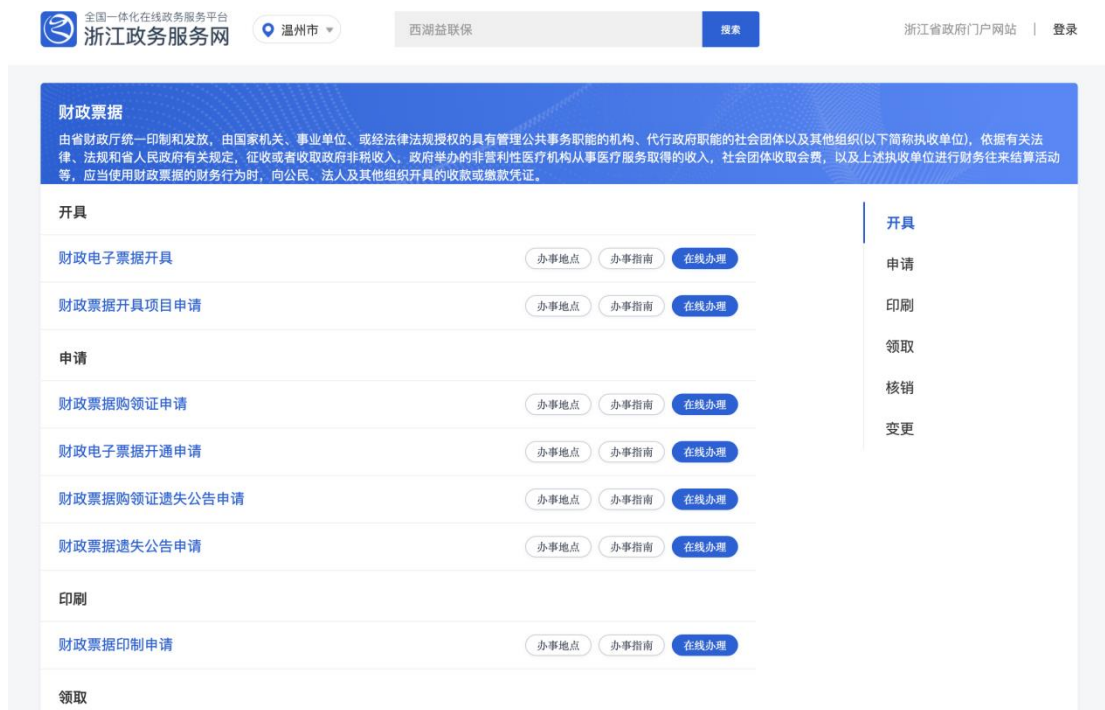 全国一体化在线政务服务平台
浙江政务服务网
温州市
西湖益联保
搜索
浙江省政府门户网站
登录
财政票据
由省财政厅统一印制和发放，由国家机关、事业单位、或经法律法规授权的具有管理公共事务职能的机构、代行政府职能的社会团体以及其他组织(以下简称执收单位)，依据有关法
律、法规和省人民政府有关规定，征收或者收取政府非税收入，政府举办的非营利性医疗机构从事医疗服务取得的收入，社会团体收取会费，以及上述执收单位进行财务往来结算活动
等，应当使用财政票据的财务行为时，向公民、法人及其他组织开具的收款或缴款凭证。
开具
财政电子票据开具 办事地点 办事指南 在线办理
财政票据开具项目申请 办事地点 办事指南 在线办理
申请
财政票据购领证申请 办事地点 办事指南 在线办理
财政电子票据开通申请 办事地点 办事指南 在线办理
财政票据购领证遗失公告申请 办事地点 办事指南 在线办理
财政票据遗失公告申请 办事地点 办事指南 在线办理
印刷
财政票据印制申请 办事地点 办事指南 在线办理
领取
开具
申请
印刷
领取
核销
变更